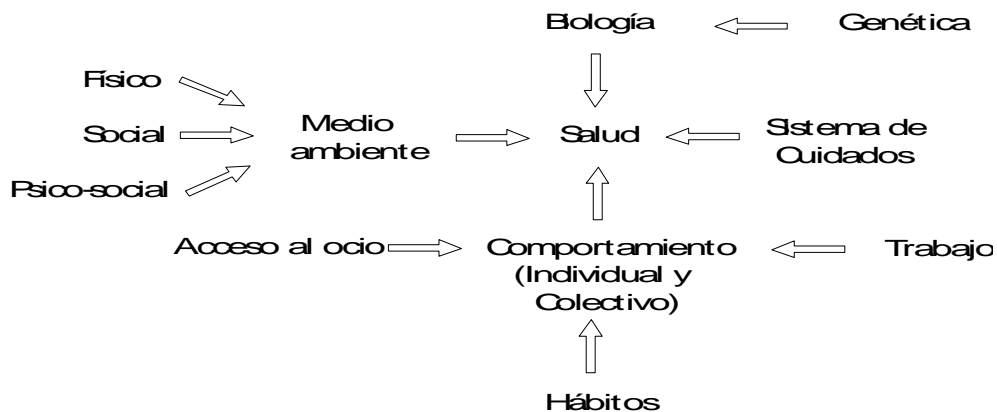 Biología Genética
Físico
Social Medio ambiente Salud Sistema de Cuidados
Psico-social
Acceso al ocio Comportamiento (Individual y Colectivo) Trabajo
Hábitos